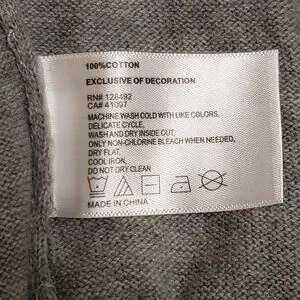 100%COTTON
EXCLUSIVE OF DECORATION
RN# 128492
CA# 41097
MACHINE WASH COLD WITH LIKE COLORS,
DELICATE CYCLE,
WASH AND DRY INSIDE OUT,
ONLY NON-CHLORINE BLEACH WHEN NEEDED,
DRY FLAT,
COOL IRON,
DO NOT DRY CLEAN
MADE IN CHINA